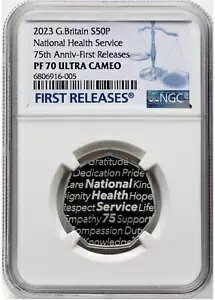 2023 G.Britain S50P
National Health Service
75th Anniv-First Releases
PF 70 ULTRA CAMEO
6806916-005
FIRST RELEASES
NGC
Gratitude
Dedication Pride
Care National Kind
Dignity Health Hope
Respect Service Life
Empathy 75 Support
Compassion Duty
Knowledge